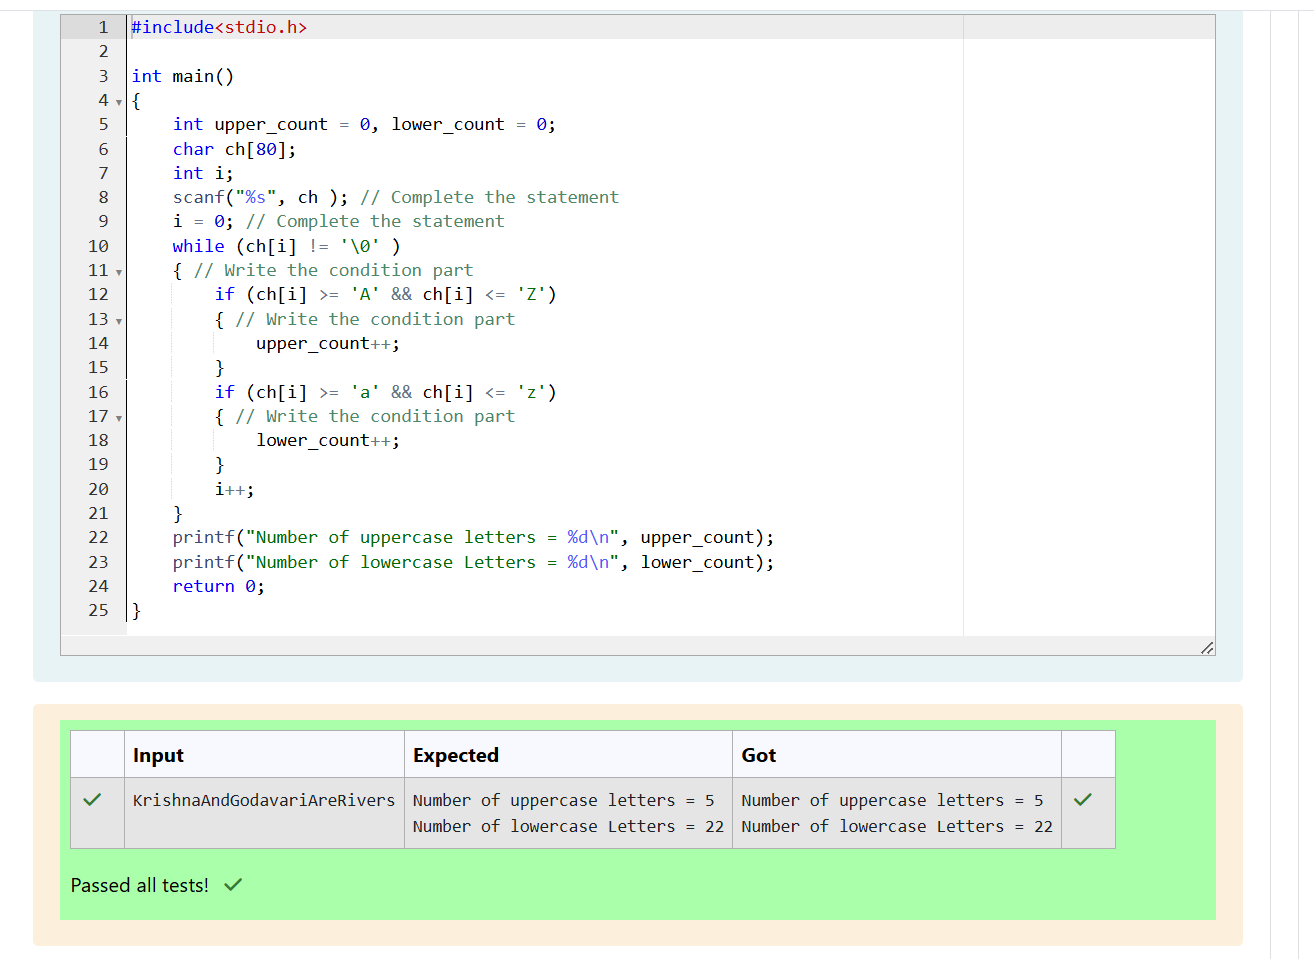 1 #include<stdio.h>
2
3 int main()
4 {
5     int upper_count = 0, lower_count = 0;
6     char ch[80];
7     int i;
8     scanf("%s", ch ); // Complete the statement
9     i = 0; // Complete the statement
10     while (ch[i] != '\0' )
11     { // Write the condition part
12         if (ch[i] >= 'A' && ch[i] <= 'Z')
13         { // Write the condition part
14             upper_count++;
15         }
16         if (ch[i] >= 'a' && ch[i] <= 'z')
17         { // Write the condition part
18             lower_count++;
19         }
20         i++;
21     }
22     printf("Number of uppercase letters = %d\n", upper_count);
23     printf("Number of lowercase Letters = %d\n", lower_count);
24     return 0;
25 }
Input Expected Got
KrishnaAndGodavariAreRivers Number of uppercase letters = 5 Number of uppercase letters = 5
Number of lowercase Letters = 22 Number of lowercase Letters = 22
Passed all tests!